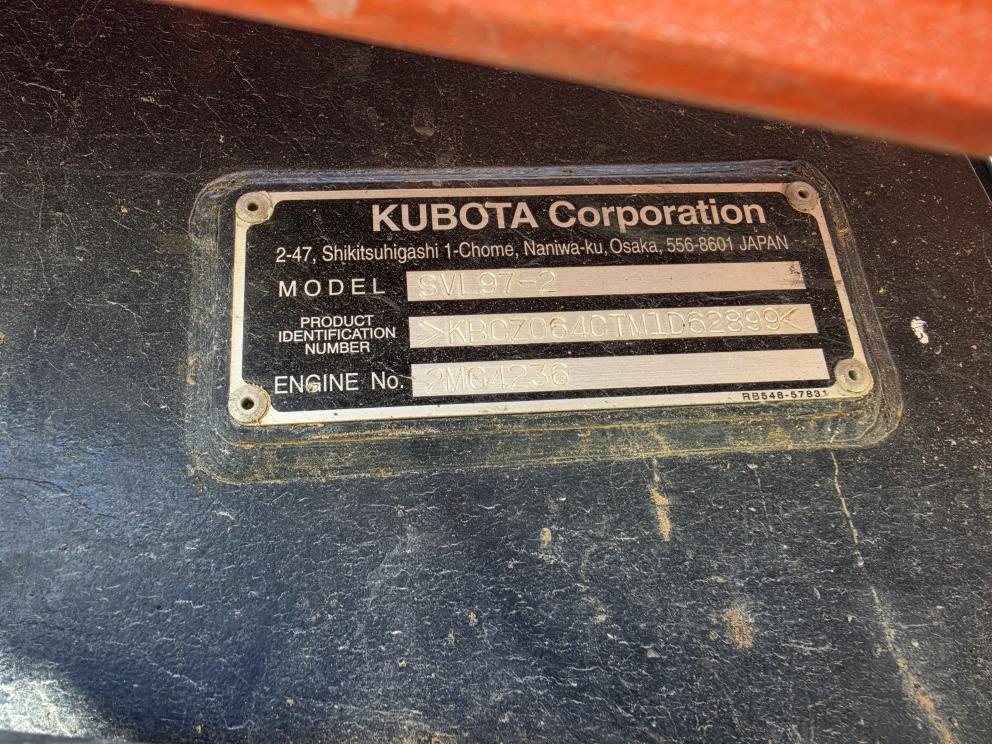 KUBOTA Corporation
2-47, Shikitsuhigashi 1-Chome, Naniwa-ku, Osaka, 556-8601 JAPAN
MODEL SVL97-2
PRODUCT
IDENTIFICATION
NUMBER >KBCZ064CTM1D62899<
ENGINE No. 2MG4236
RB548-57831